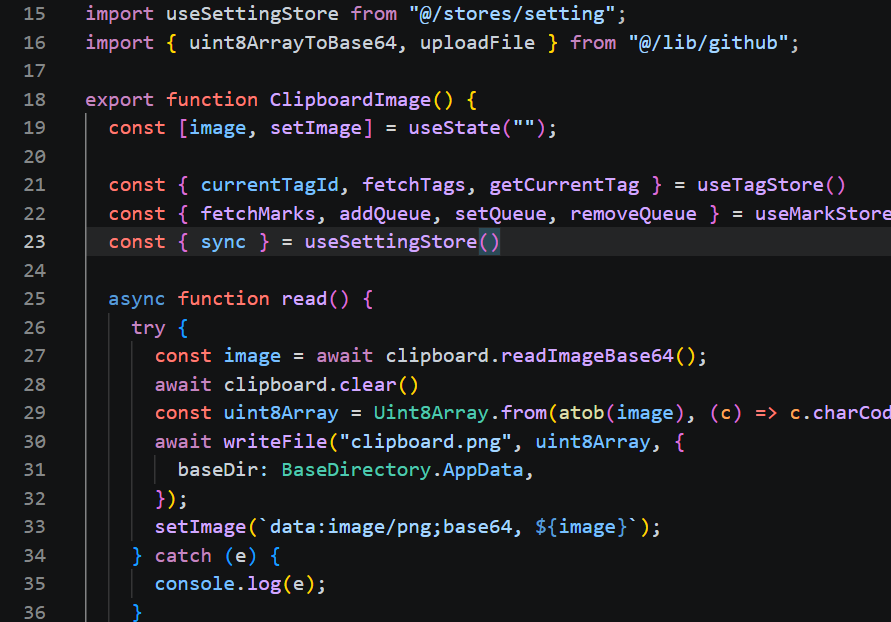 15 import useSettingStore from "@/stores/setting";
16 import { uint8ArrayToBase64, uploadFile } from "@/lib/github";
17
18 export function ClipboardImage() {
19   const [image, setImage] = useState("");
20
21   const { currentTagId, fetchTags, getCurrentTag } = useTagStore()
22   const { fetchMarks, addQueue, setQueue, removeQueue } = useMarkStore
23   const { sync } = useSettingStore()
24
25   async function read() {
26     try {
27       const image = await clipboard.readImageBase64();
28       await clipboard.clear()
29       const uint8Array = Uint8Array.from(atob(image), (c) => c.charCod
30       await writeFile("clipboard.png", uint8Array, {
31         baseDir: BaseDirectory.AppData,
32       });
33       setImage(`data:image/png;base64, ${image}`);
34     } catch (e) {
35       console.log(e);
36     }